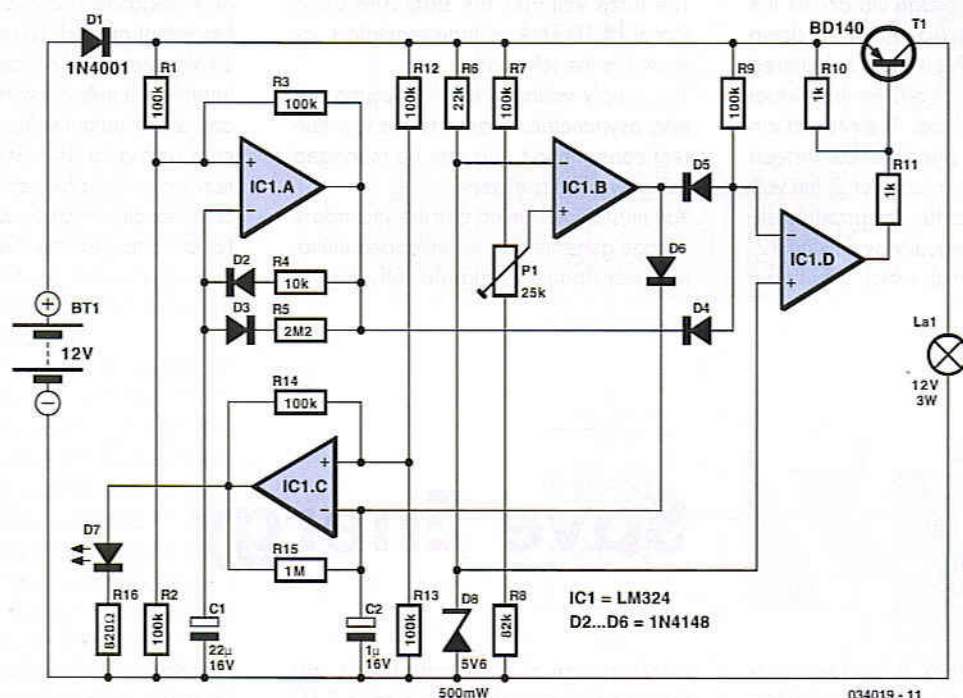 D1
1N4001
BD140
T1
R1
100k
R3
100k
R12
100k
R6
22k
R7
100k
R9
100k
R10
1k
R11
1k
+
-
IC1.A
-
+
IC1.B
D5
-
+
IC1.D
D2
R4
10k
D3
R5
2M2
P1
25k
D6
D4
BT1
+
12V
-
La1
12V
3W
R14
100k
+
-
IC1.C
R15
1M
D7
R16
820Ω
R2
100k
C1
22µ
16V
C2
1µ
16V
R13
100k
D8
5V6
500mW
R8
82k
IC1 = LM324
D2...D6 = 1N4148
034019 - 11